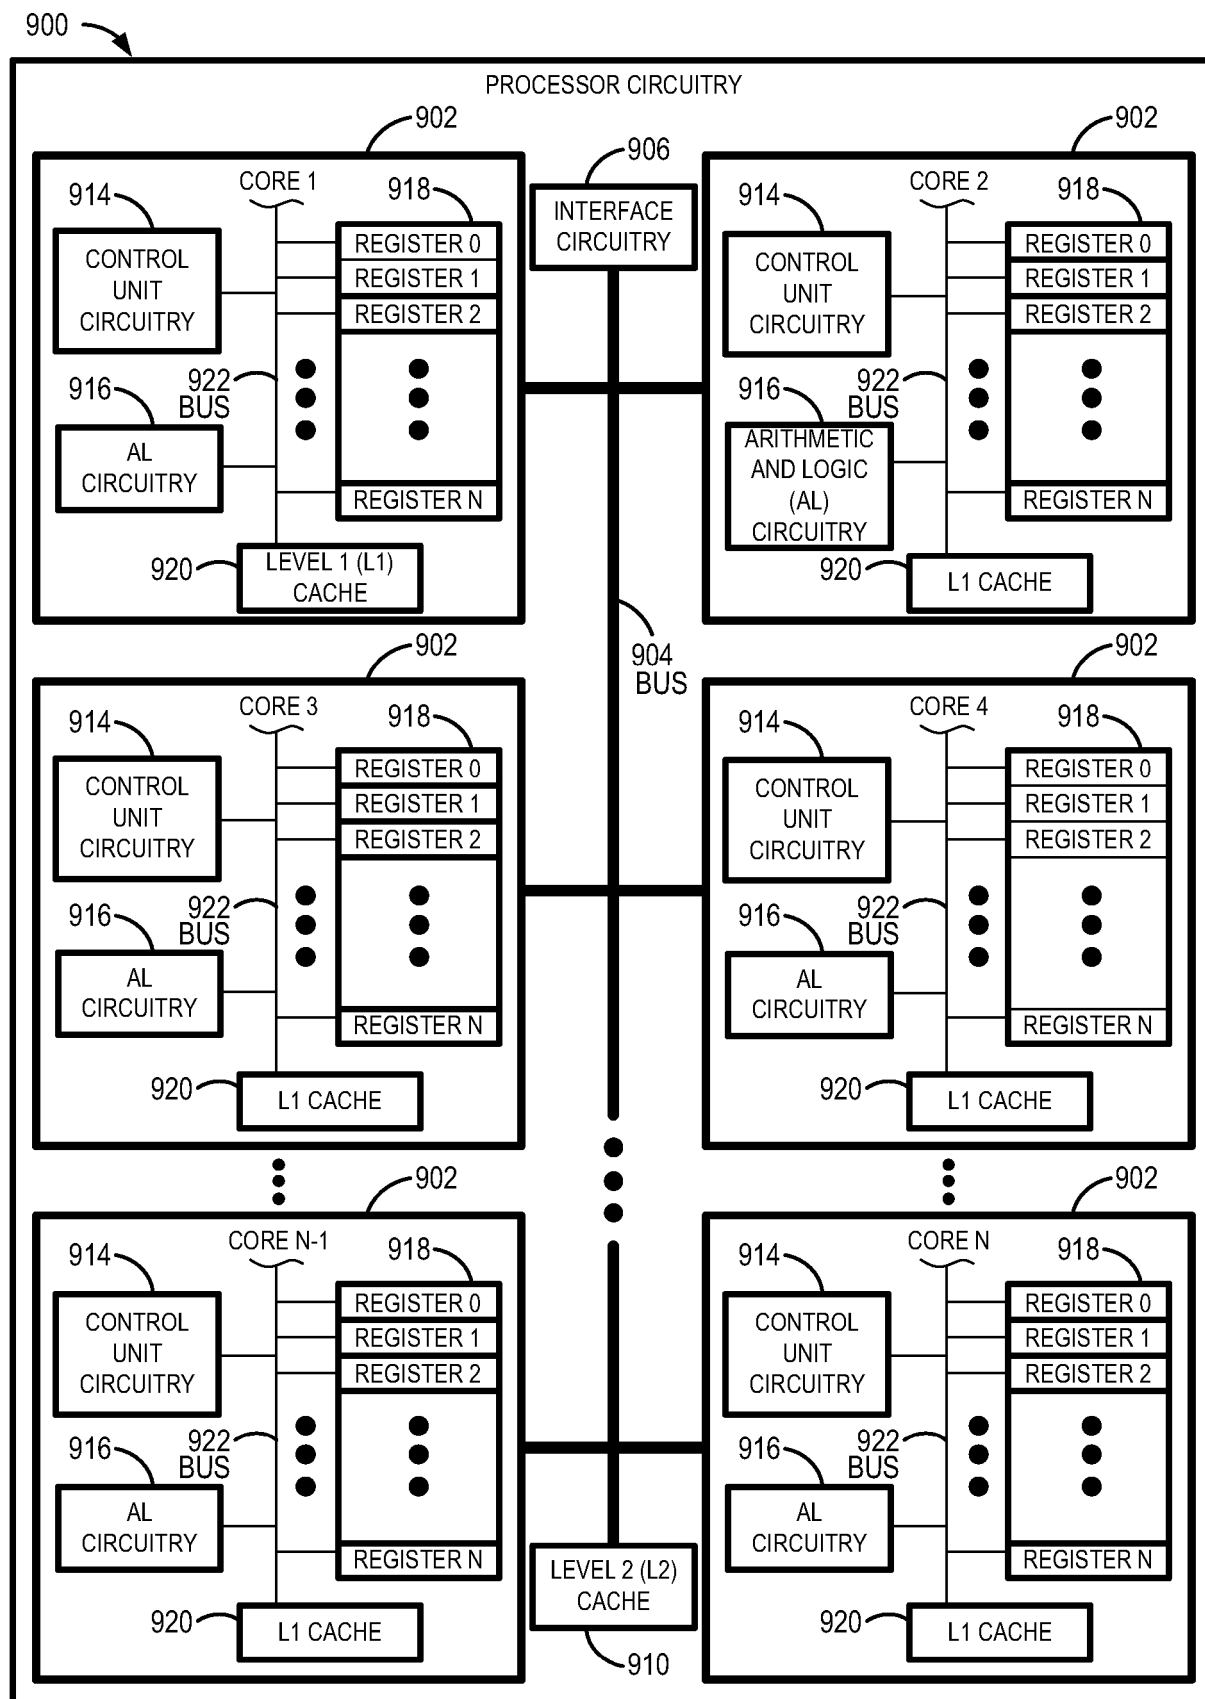 900
PROCESSOR CIRCUITRY
902
CORE 1
914
918
CONTROL
UNIT
CIRCUITRY
REGISTER 0
REGISTER 1
REGISTER 2
922
BUS
916
AL
CIRCUITRY
REGISTER N
920
LEVEL 1 (L1)
CACHE
906
INTERFACE
CIRCUITRY
904
BUS
902
CORE 2
914
918
CONTROL
UNIT
CIRCUITRY
REGISTER 0
REGISTER 1
REGISTER 2
922
BUS
916
ARITHMETIC
AND LOGIC
(AL)
CIRCUITRY
REGISTER N
920
L1 CACHE
902
CORE 3
914
918
CONTROL
UNIT
CIRCUITRY
REGISTER 0
REGISTER 1
REGISTER 2
922
BUS
916
AL
CIRCUITRY
REGISTER N
920
L1 CACHE
902
CORE 4
914
918
CONTROL
UNIT
CIRCUITRY
REGISTER 0
REGISTER 1
REGISTER 2
922
BUS
916
AL
CIRCUITRY
REGISTER N
920
L1 CACHE
902
CORE N-1
914
918
CONTROL
UNIT
CIRCUITRY
REGISTER 0
REGISTER 1
REGISTER 2
922
BUS
916
AL
CIRCUITRY
REGISTER N
920
L1 CACHE
LEVEL 2 (L2)
CACHE
910
902
CORE N
914
918
CONTROL
UNIT
CIRCUITRY
REGISTER 0
REGISTER 1
REGISTER 2
922
BUS
916
AL
CIRCUITRY
REGISTER N
920
L1 CACHE